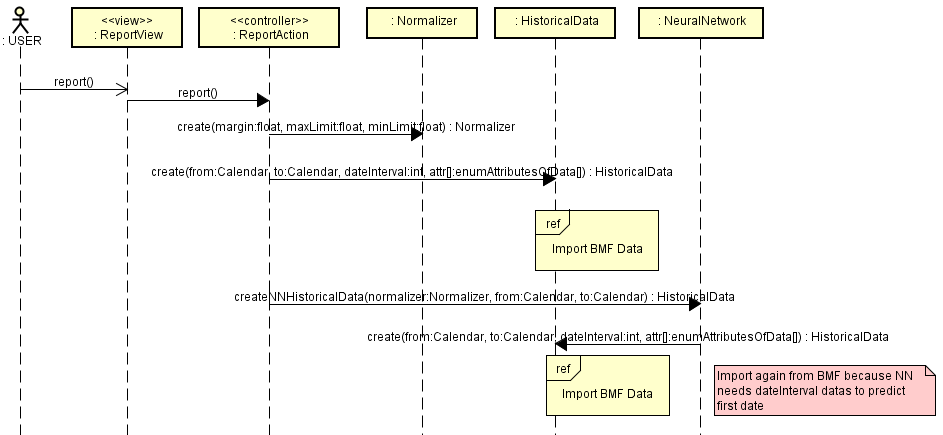 <<view>>
: ReportView
<<controller>>
: ReportAction
: Normalizer
: HistoricalData
: NeuralNetwork
: USER
report()
report()
create(margin:float, maxLimit:float, minLimit:float) : Normalizer
create(from:Calendar, to:Calendar, dateInterval:int, attr[]:enumAttributesOfData[]) : HistoricalData
ref
Import BMF Data
createNNHistoricalData(normalizer:Normalizer, from:Calendar, to:Calendar) : HistoricalData
create(from:Calendar, to:Calendar, dateInterval:int, attr[]:enumAttributesOfData[]) : HistoricalData
ref
Import BMF Data
Import again from BMF because NN
needs dateInterval datas to predict
first date